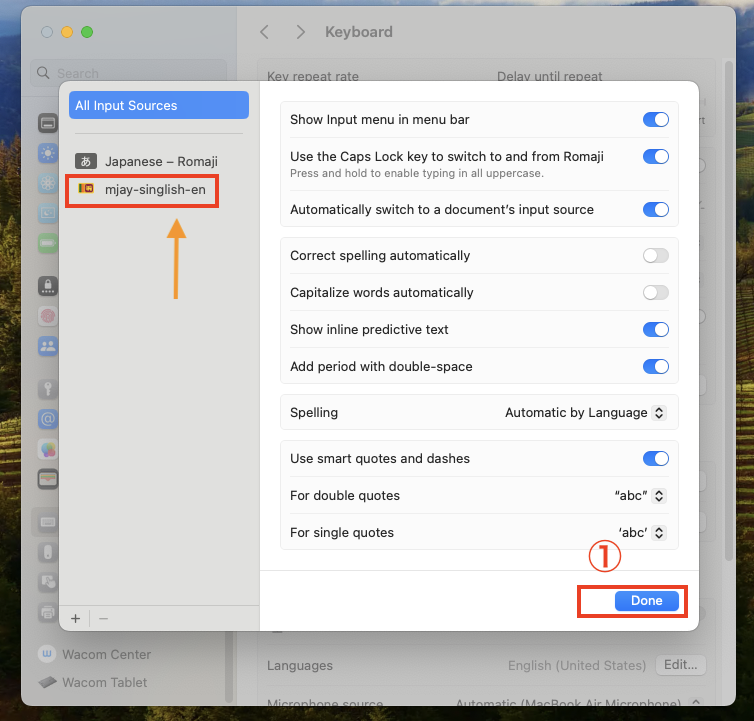 Keyboard
Search
Key repeat rate
Delay until repeat
All Input Sources
あ Japanese – Romaji
mjay-singlish-en
Show Input menu in menu bar
Use the Caps Lock key to switch to and from Romaji
Press and hold to enable typing in all uppercase.
Automatically switch to a document’s input source
Correct spelling automatically
Capitalize words automatically
Show inline predictive text
Add period with double-space
Spelling
Automatic by Language
Use smart quotes and dashes
For double quotes
“abc”
For single quotes
‘abc’
①
Done
+ −
Wacom Center
Wacom Tablet
Languages
English (United States)
Edit...
Microphone source
Automatic (MacBook Air Microphone)